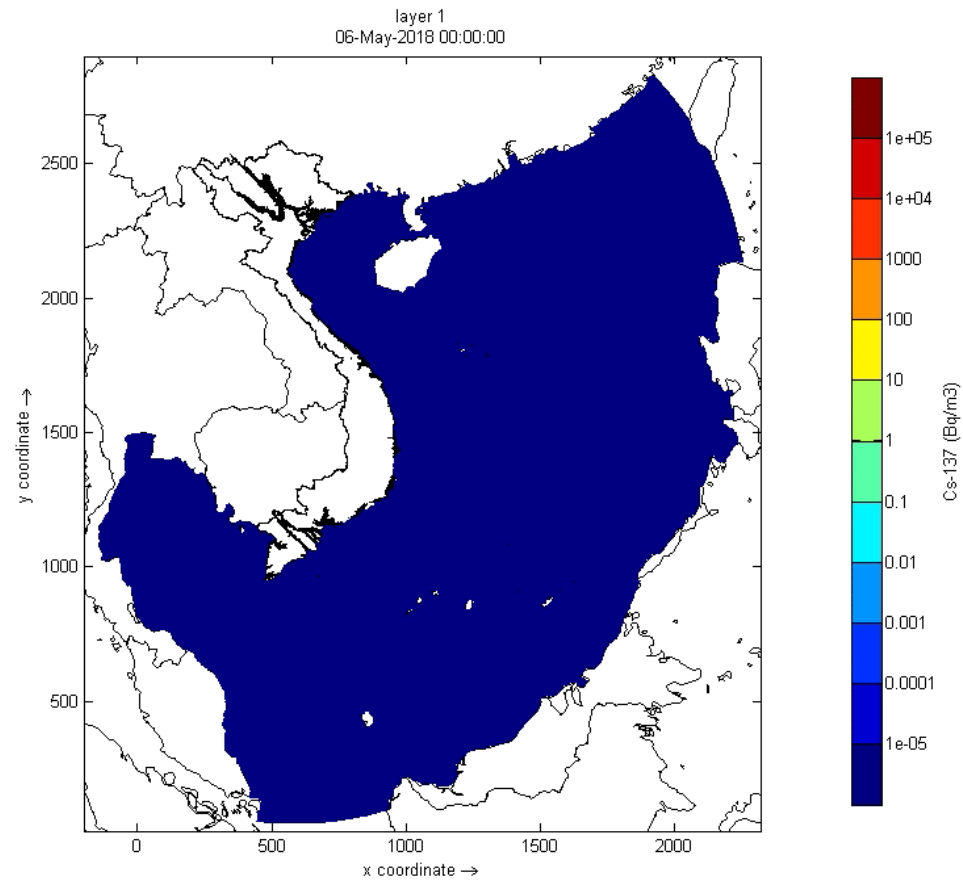 layer 1
06-May-2018 00:00:00
2500
2000
1500
1000
500
y coordinate →
0
500
1000
1500
2000
x coordinate →
1e+05
1e+04
1000
100
10
1
0.1
0.01
0.001
0.0001
1e-05
Cs-137 (Bq/m3)